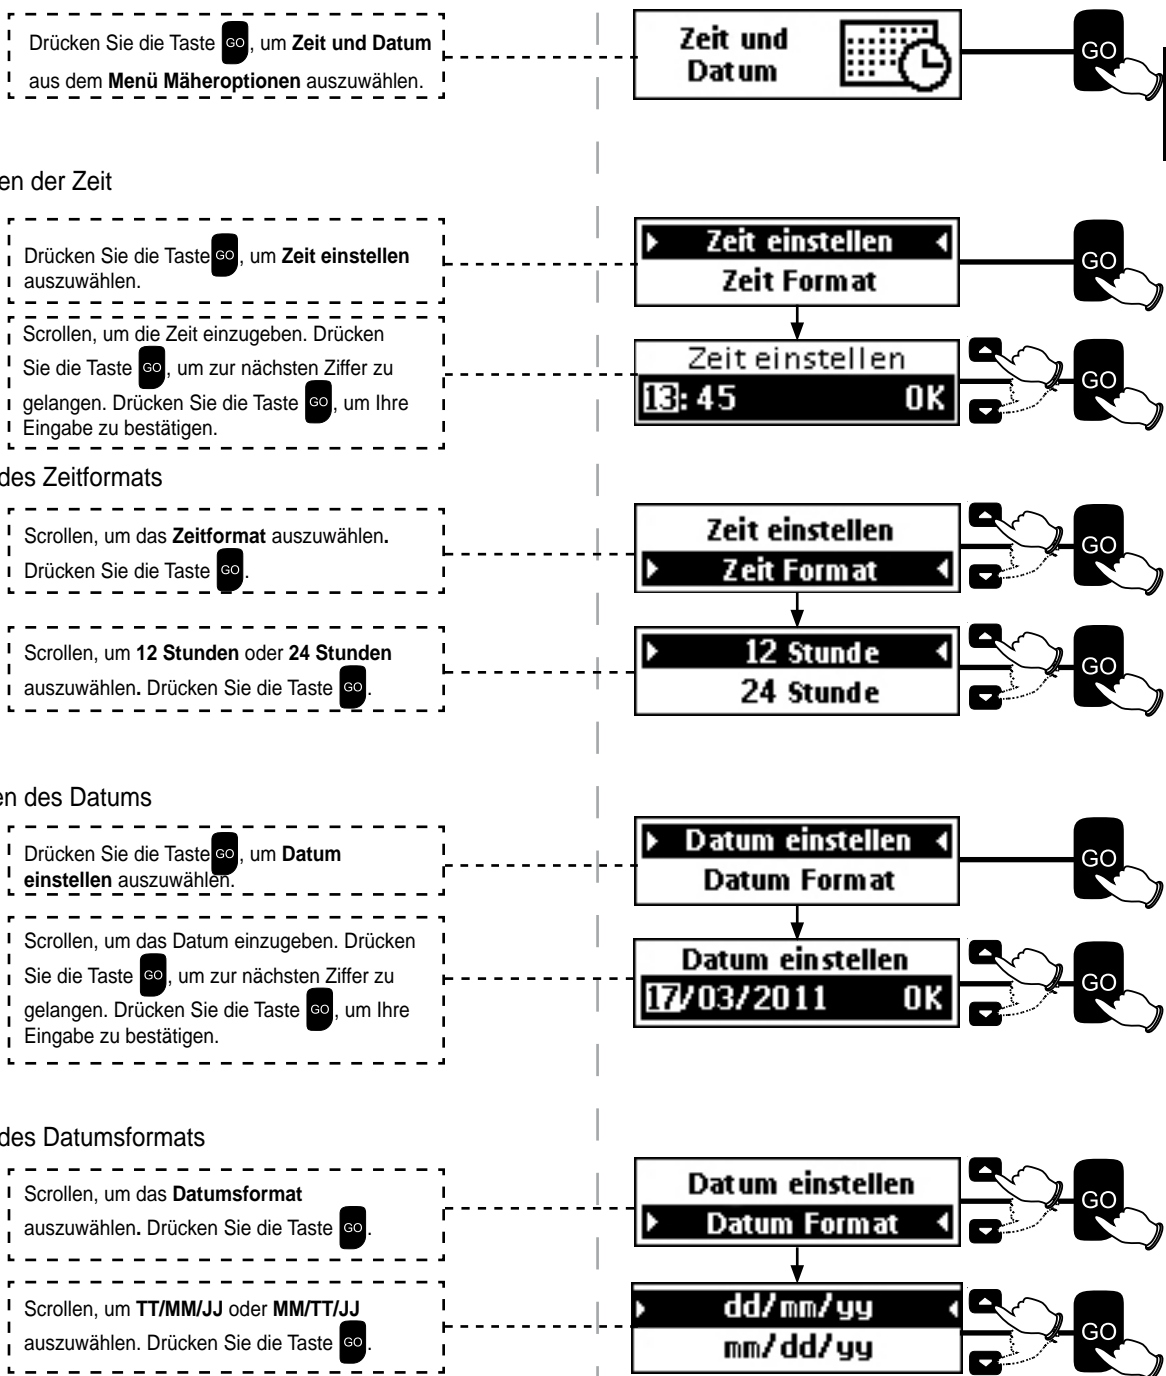 Drücken Sie die Taste GO, um Zeit und Datum
aus dem Menü Mäheroptionen auszuwählen.
Zeit und
Datum
GO
en der Zeit
Drücken Sie die Taste GO, um Zeit einstellen
auszuwählen.
Zeit einstellen
Zeit Format
GO
Scrollen, um die Zeit einzugeben. Drücken
Sie die Taste GO, um zur nächsten Ziffer zu
gelangen. Drücken Sie die Taste GO, um Ihre
Eingabe zu bestätigen.
Zeit einstellen
13:45 OK
GO
des Zeitformats
Scrollen, um das Zeitformat auszuwählen.
Drücken Sie die Taste GO.
Zeit einstellen
Zeit Format
GO
Scrollen, um 12 Stunden oder 24 Stunden
auszuwählen. Drücken Sie die Taste GO.
12 Stunde
24 Stunde
GO
en des Datums
Drücken Sie die Taste GO, um Datum
einstellen auszuwählen.
Datum einstellen
Datum Format
GO
Scrollen, um das Datum einzugeben. Drücken
Sie die Taste GO, um zur nächsten Ziffer zu
gelangen. Drücken Sie die Taste GO, um Ihre
Eingabe zu bestätigen.
Datum einstellen
17/03/2011 OK
GO
des Datumsformats
Scrollen, um das Datumsformat
auszuwählen. Drücken Sie die Taste GO.
Datum einstellen
Datum Format
GO
Scrollen, um TT/MM/JJ oder MM/TT/JJ
auszuwählen. Drücken Sie die Taste GO.
dd/mm/yy
mm/dd/yy
GO